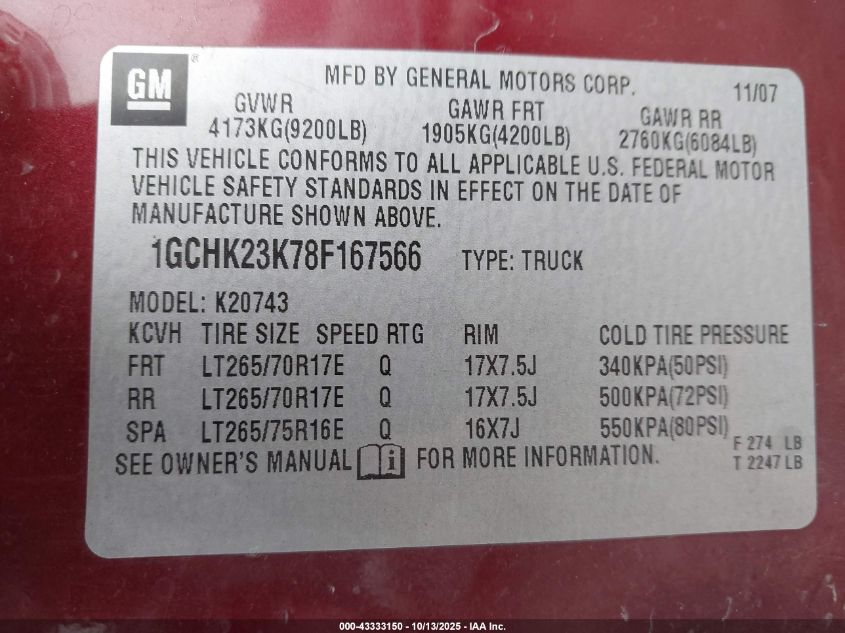 GM ®
MFD BY GENERAL MOTORS CORP. 11/07
GVWR GAWR FRT GAWR RR
4173KG(9200LB) 1905KG(4200LB) 2760KG(6084LB)
THIS VEHICLE CONFORMS TO ALL APPLICABLE U.S. FEDERAL MOTOR
VEHICLE SAFETY STANDARDS IN EFFECT ON THE DATE OF
MANUFACTURE SHOWN ABOVE.
1GCHK23K78F167566 TYPE: TRUCK
MODEL: K20743
KCVH TIRE SIZE SPEED RTG RIM COLD TIRE PRESSURE
FRT LT265/70R17E Q 17X7.5J 340KPA(50PSI)
RR LT265/70R17E Q 17X7.5J 500KPA(72PSI)
SPA LT265/75R16E Q 16X7J 550KPA(80PSI)
F 274 LB
SEE OWNER'S MANUAL i FOR MORE INFORMATION. T 2247 LB
000-43333150 - 10/13/2025 - IAA Inc.